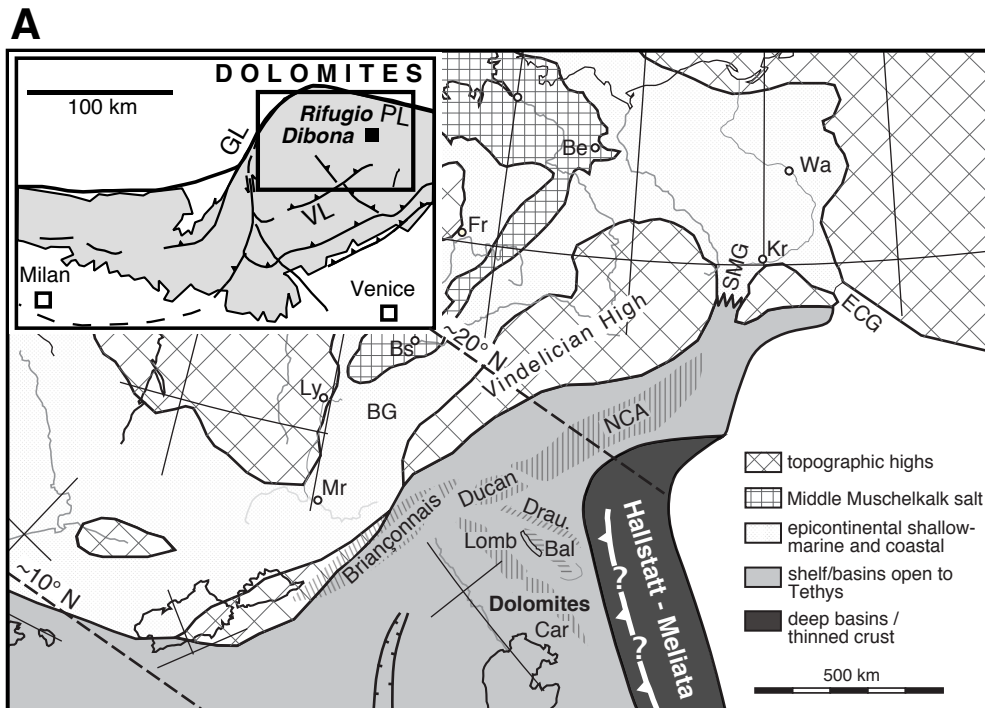 A
DOLOMITES
100 km
Rifugio
Dibona
PL
GL
VL
Milan
Venice
Be
Wa
Fr
Kr
SMG
ECG
~20° N
Vindelician High
Bs
Ly
BG
NCA
Mr
Ducan
Briançonnais
Drau.
Lomb
Bal
Dolomites
Car
~10° N
Hallstatt - Meliata
?
?
topographic highs
Middle Muschelkalk salt
epicontinental shallow-
marine and coastal
shelf/basins open to
Tethys
deep basins /
thinned crust
500 km